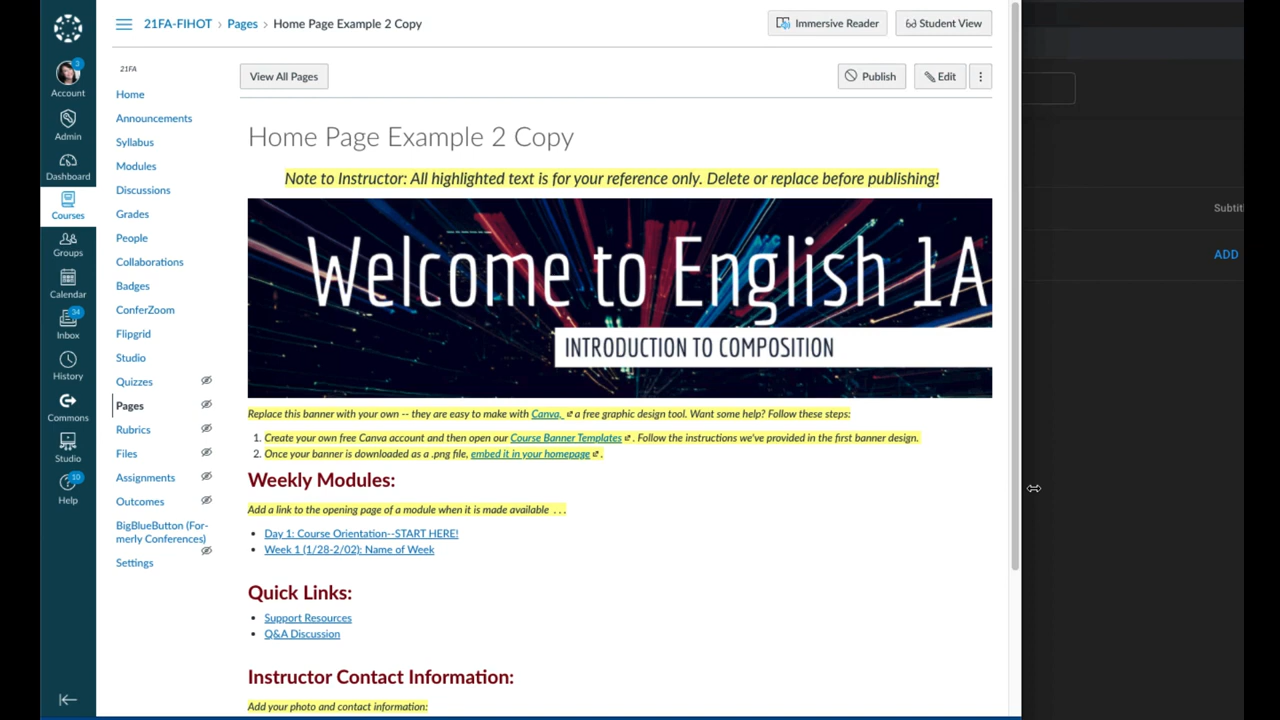 21FA-FIHOT › Pages › Home Page Example 2 Copy
Immersive Reader
Student View
3
Account
Admin
Dashboard
Courses
Groups
Calendar
34
Inbox
History
Commons
Studio
10
Help
21FA
Home
Announcements
Syllabus
Modules
Discussions
Grades
People
Collaborations
Badges
ConferZoom
Flipgrid
Studio
Quizzes
Pages
Rubrics
Files
Assignments
Outcomes
BigBlueButton (For-
merly Conferences)
Settings
View All Pages
Publish
Edit
Home Page Example 2 Copy
Note to Instructor: All highlighted text is for your reference only. Delete or replace before publishing!
Welcome to English 1A
INTRODUCTION TO COMPOSITION
Replace this banner with your own -- they are easy to make with Canva, a free graphic design tool. Want some help? Follow these steps:
1. Create your own free Canva account and then open our Course Banner Templates . Follow the instructions we've provided in the first banner design.
2. Once your banner is downloaded as a .png file, embed it in your homepage .
Weekly Modules:
Add a link to the opening page of a module when it is made available . . .
• Day 1: Course Orientation--START HERE!
• Week 1 (1/28-2/02): Name of Week
Quick Links:
• Support Resources
• Q&A Discussion
Instructor Contact Information:
Add your photo and contact information:
Subtit
ADD